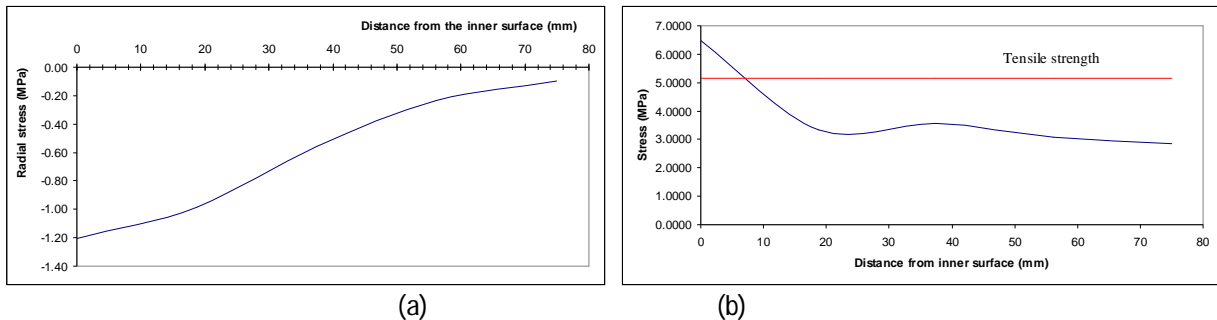 Distance from the inner surface (mm)
0 10 20 30 40 50 60 70 80
0.00
-0.20
-0.40
-0.60
-0.80
-1.00
-1.20
-1.40
Radial stress (MPa)
(a)
7.0000
6.0000
5.0000
4.0000
3.0000
2.0000
1.0000
0.0000
Stress (MPa)
Tensile strength
0 10 20 30 40 50 60 70 80
Distance from inner surface (mm)
(b)